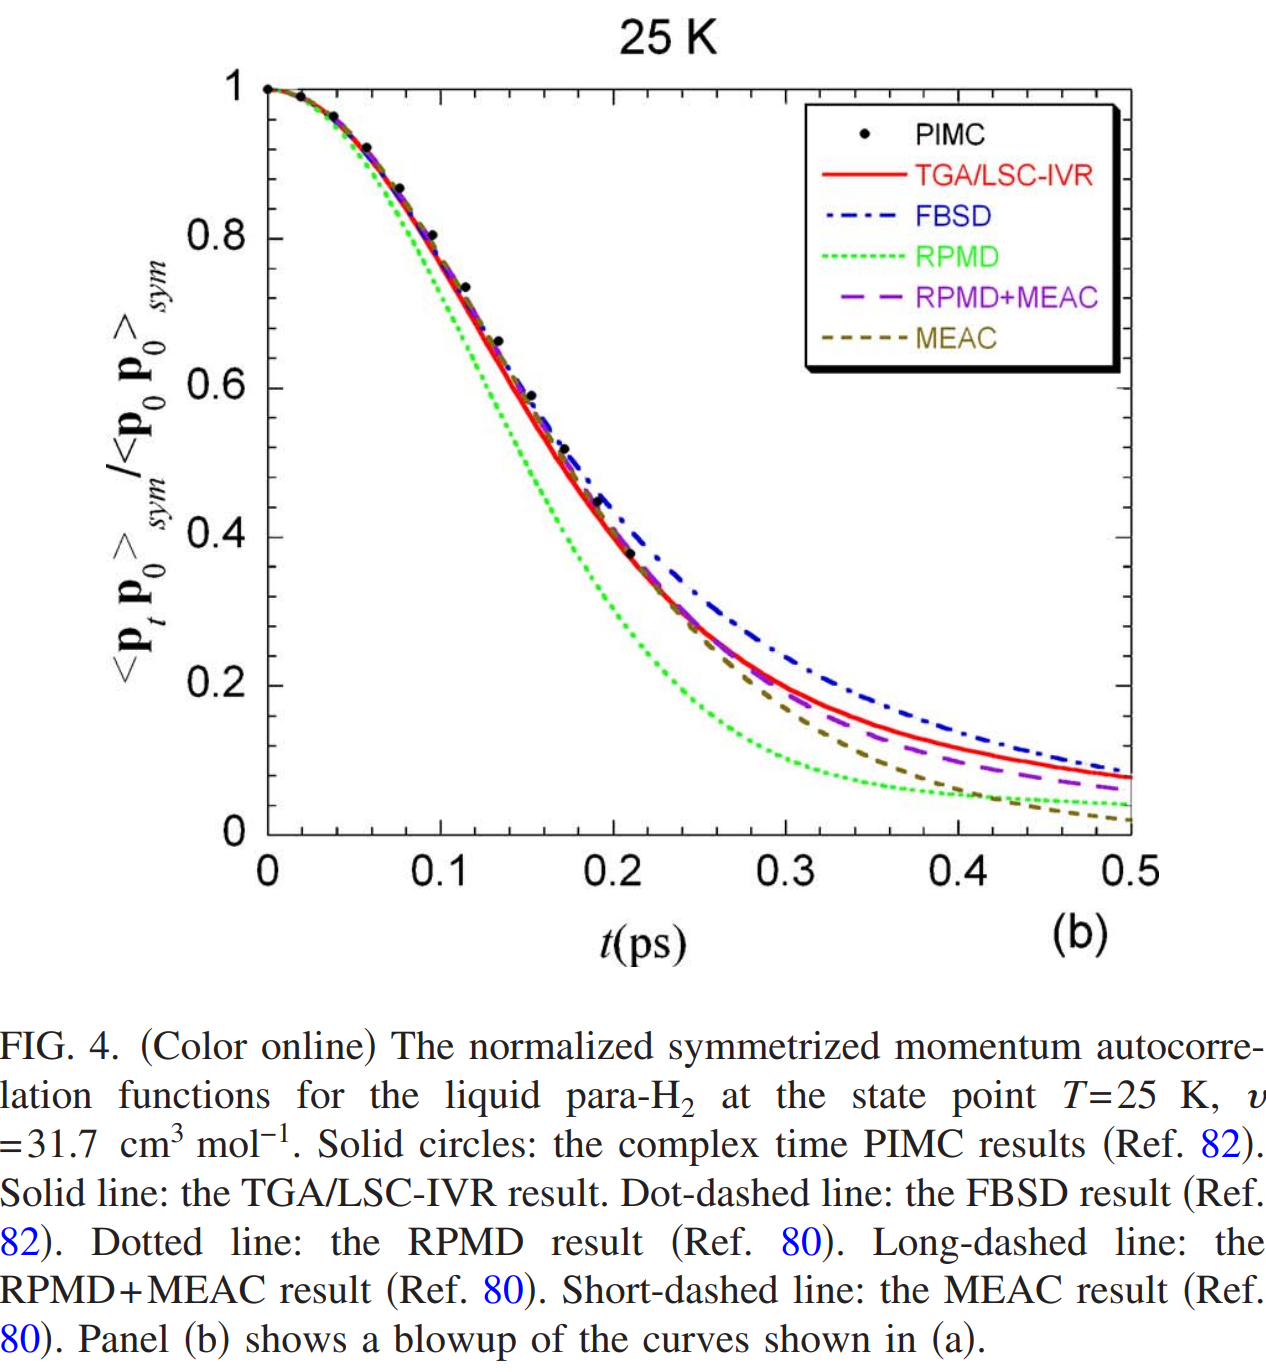 25 K
1
0.8
0.6
0.4
0.2
0
<p_t p_0>_sym /<p_0 p_0>_sym
PIMC
TGA/LSC-IVR
FBSD
RPMD
RPMD+MEAC
MEAC
0 0.1 0.2 0.3 0.4 0.5
t(ps)
(b)
FIG. 4. (Color online) The normalized symmetrized momentum autocorre-
lation functions for the liquid para-H₂ at the state point T=25 K, v
=31.7 cm³ mol⁻¹. Solid circles: the complex time PIMC results (Ref. 82).
Solid line: the TGA/LSC-IVR result. Dot-dashed line: the FBSD result (Ref.
82). Dotted line: the RPMD result (Ref. 80). Long-dashed line: the
RPMD+MEAC result (Ref. 80). Short-dashed line: the MEAC result (Ref.
80). Panel (b) shows a blowup of the curves shown in (a).